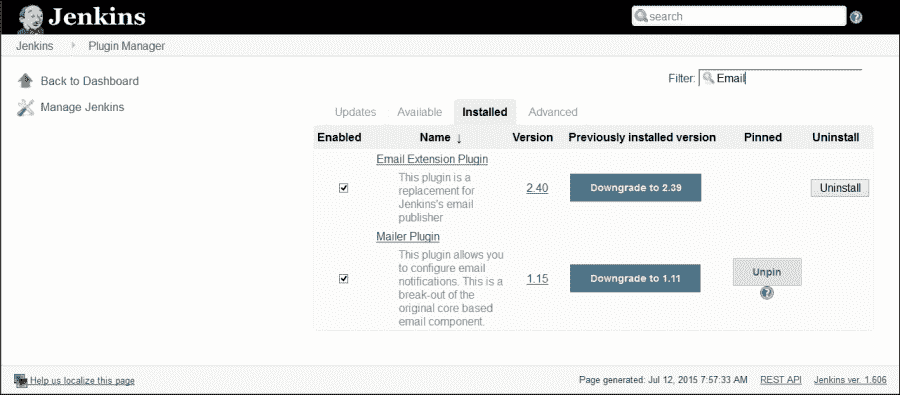 Jenkins
search
Jenkins
Plugin Manager
Back to Dashboard
Manage Jenkins
Filter: Email
Updates Available Installed Advanced
Enabled Name ↓ Version Previously installed version Pinned Uninstall
Email Extension Plugin
This plugin is a
replacement for
Jenkins's email
publisher
2.40
Downgrade to 2.39
Uninstall
Mailer Plugin
This plugin allows you
to configure email
notifications. This is a
break-out of the
original core based
email component.
1.15
Downgrade to 1.11
Unpin
Help us localize this page
Page generated: Jul 12, 2015 7:57:33 AM REST API Jenkins ver. 1.606